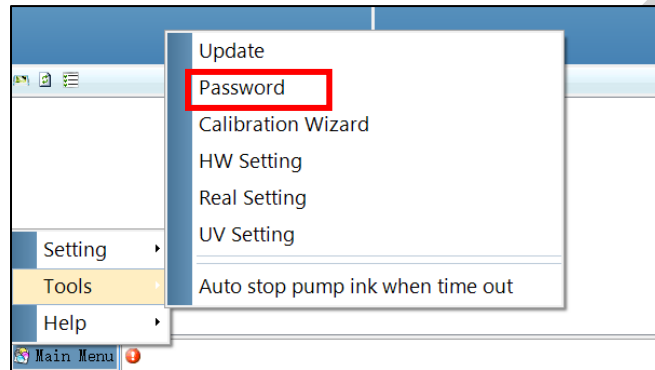 Update
Password
Calibration Wizard
HW Setting
Real Setting
UV Setting
Auto stop pump ink when time out
Setting
Tools
Help
Main Menu